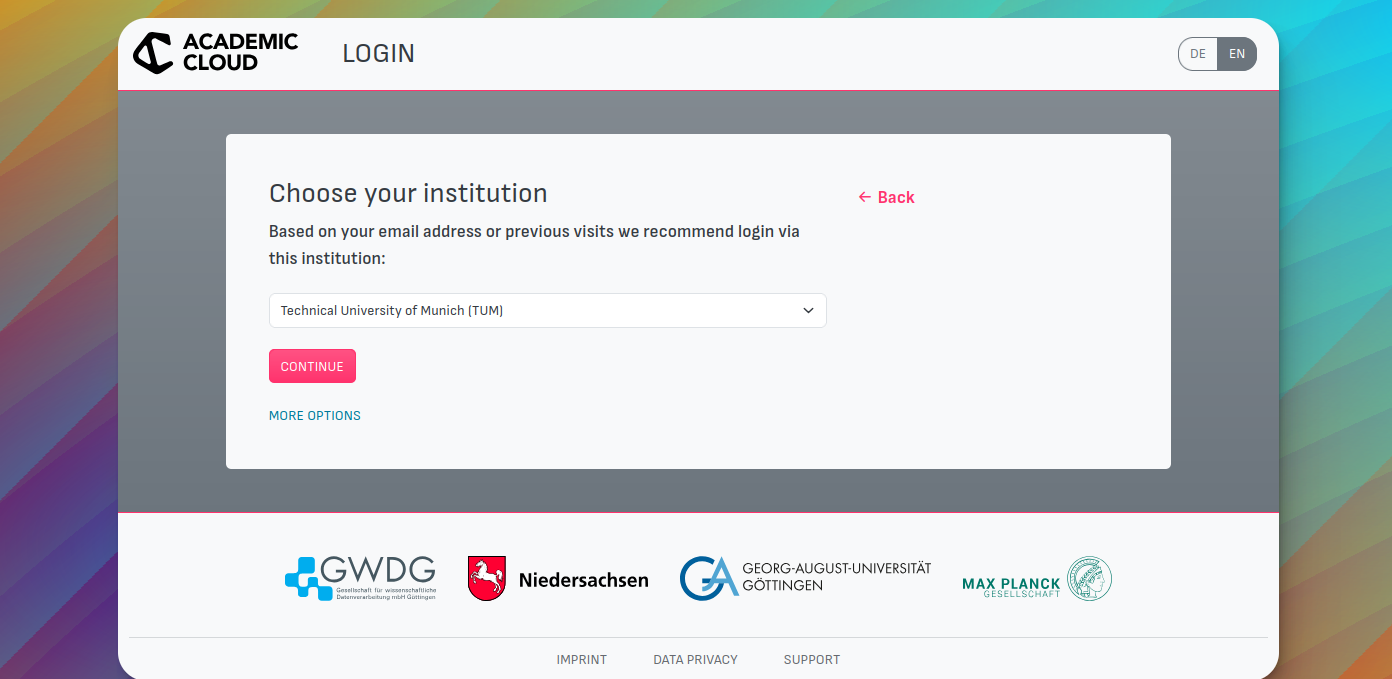 ACADEMIC
CLOUD
LOGIN
DE
EN
Choose your institution
← Back
Based on your email address or previous visits we recommend login via
this institution:
Technical University of Munich (TUM)
CONTINUE
MORE OPTIONS
GWDG
Gesellschaft für wissenschaftliche
Datenverarbeitung mbH Göttingen
Niedersachsen
GEORG-AUGUST-UNIVERSITÄT
GÖTTINGEN
MAX PLANCK
GESELLSCHAFT
IMPRINT
DATA PRIVACY
SUPPORT